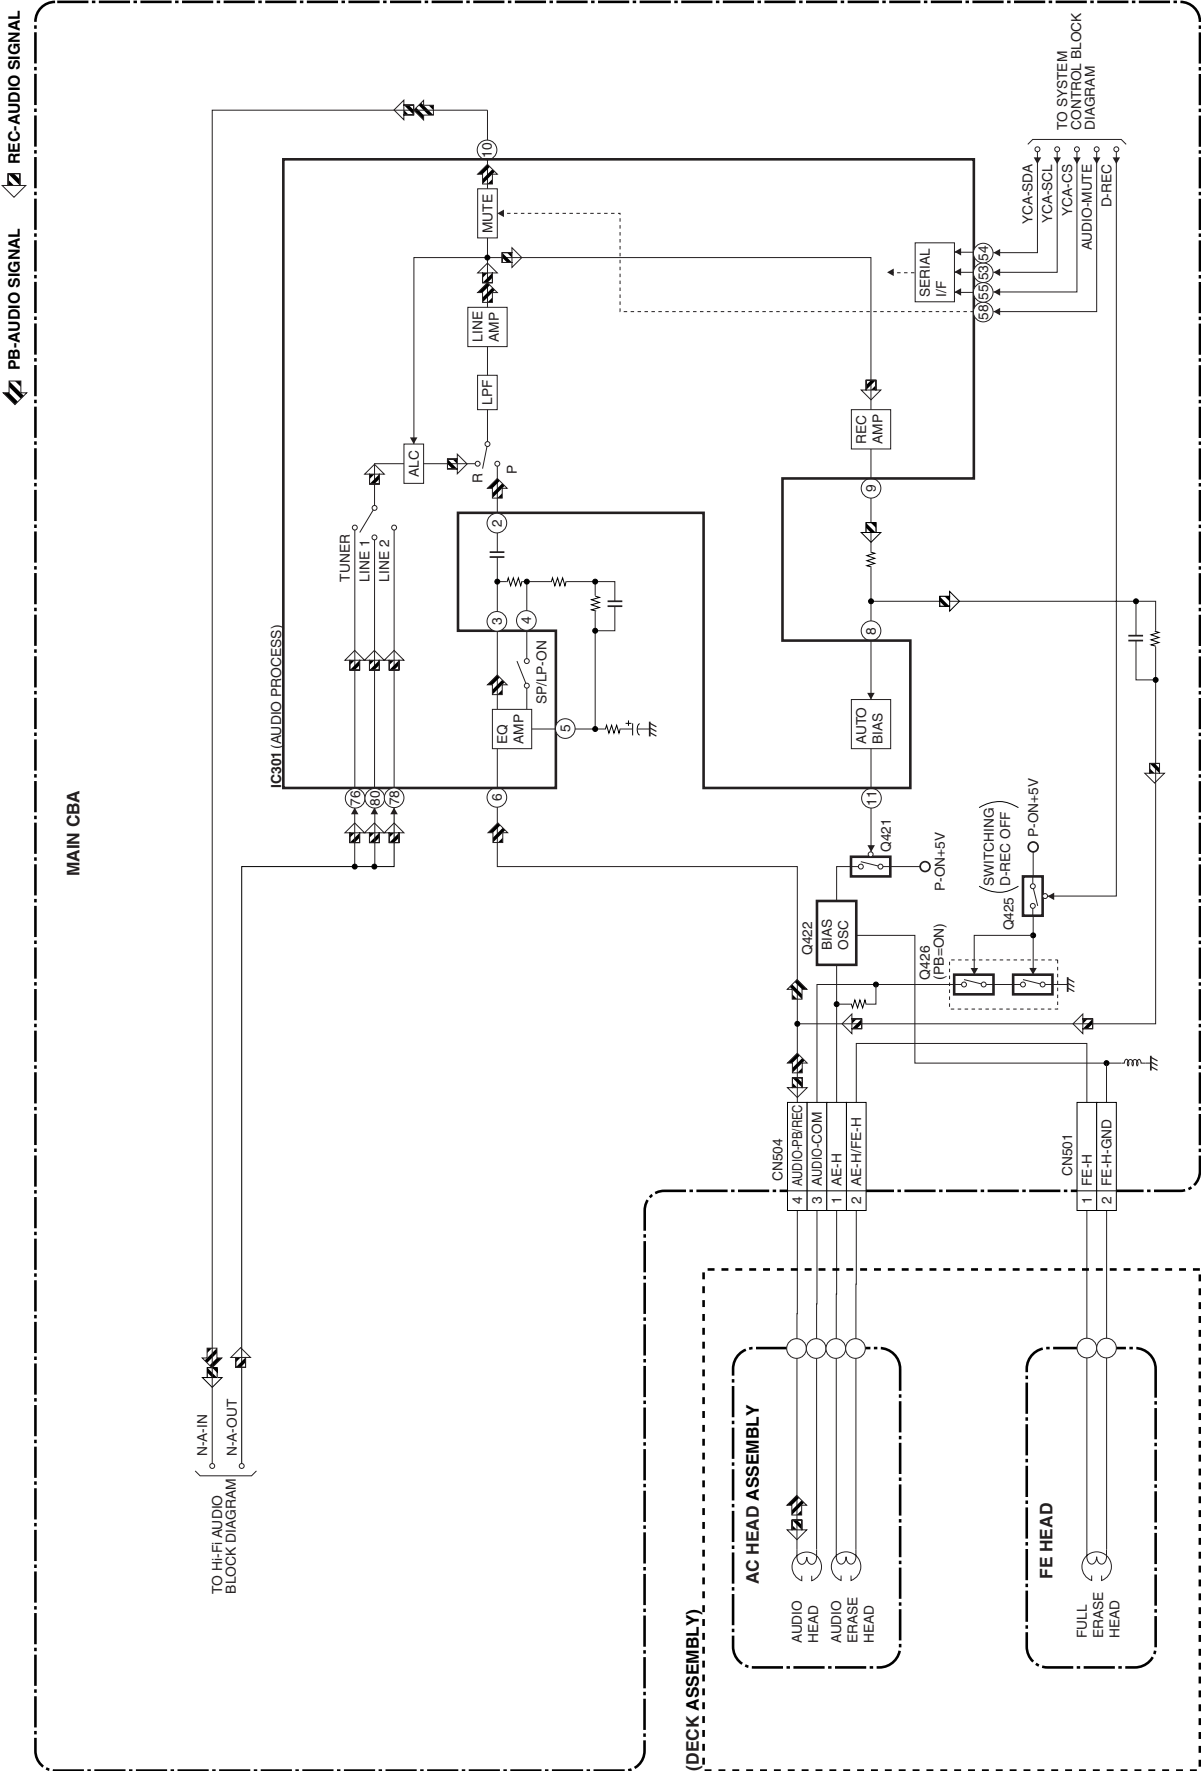 PB-AUDIO SIGNAL
REC-AUDIO SIGNAL
MAIN CBA
TO Hi-Fi AUDIO
BLOCK DIAGRAM
N-A-IN
N-A-OUT
IC301 (AUDIO PROCESS)
76
80
78
TUNER
LINE 1
LINE 2
ALC
R
P
LPF
LINE
AMP
MUTE
10
6
EQ
AMP
SP/LP-ON
3
4
5
2
SERIAL
I/F
54
53
55
58
YCA-SDA
YCA-SCL
YCA-CS
AUDIO-MUTE
D-REC
TO SYSTEM
CONTROL BLOCK
DIAGRAM
REC
AMP
9
8
AUTO
BIAS
11
Q421
P-ON+5V
Q422
BIAS
OSC
Q426
(PB=ON)
Q425
(SWITCHING
D-REC OFF)
P-ON+5V
CN504
4 AUDIO-PB/REC
3 AUDIO-COM
1 AE-H
2 AE-H/FE-H
CN501
1 FE-H
2 FE-H-GND
(DECK ASSEMBLY)
AC HEAD ASSEMBLY
AUDIO
HEAD
AUDIO
ERASE
HEAD
FE HEAD
FULL
ERASE
HEAD